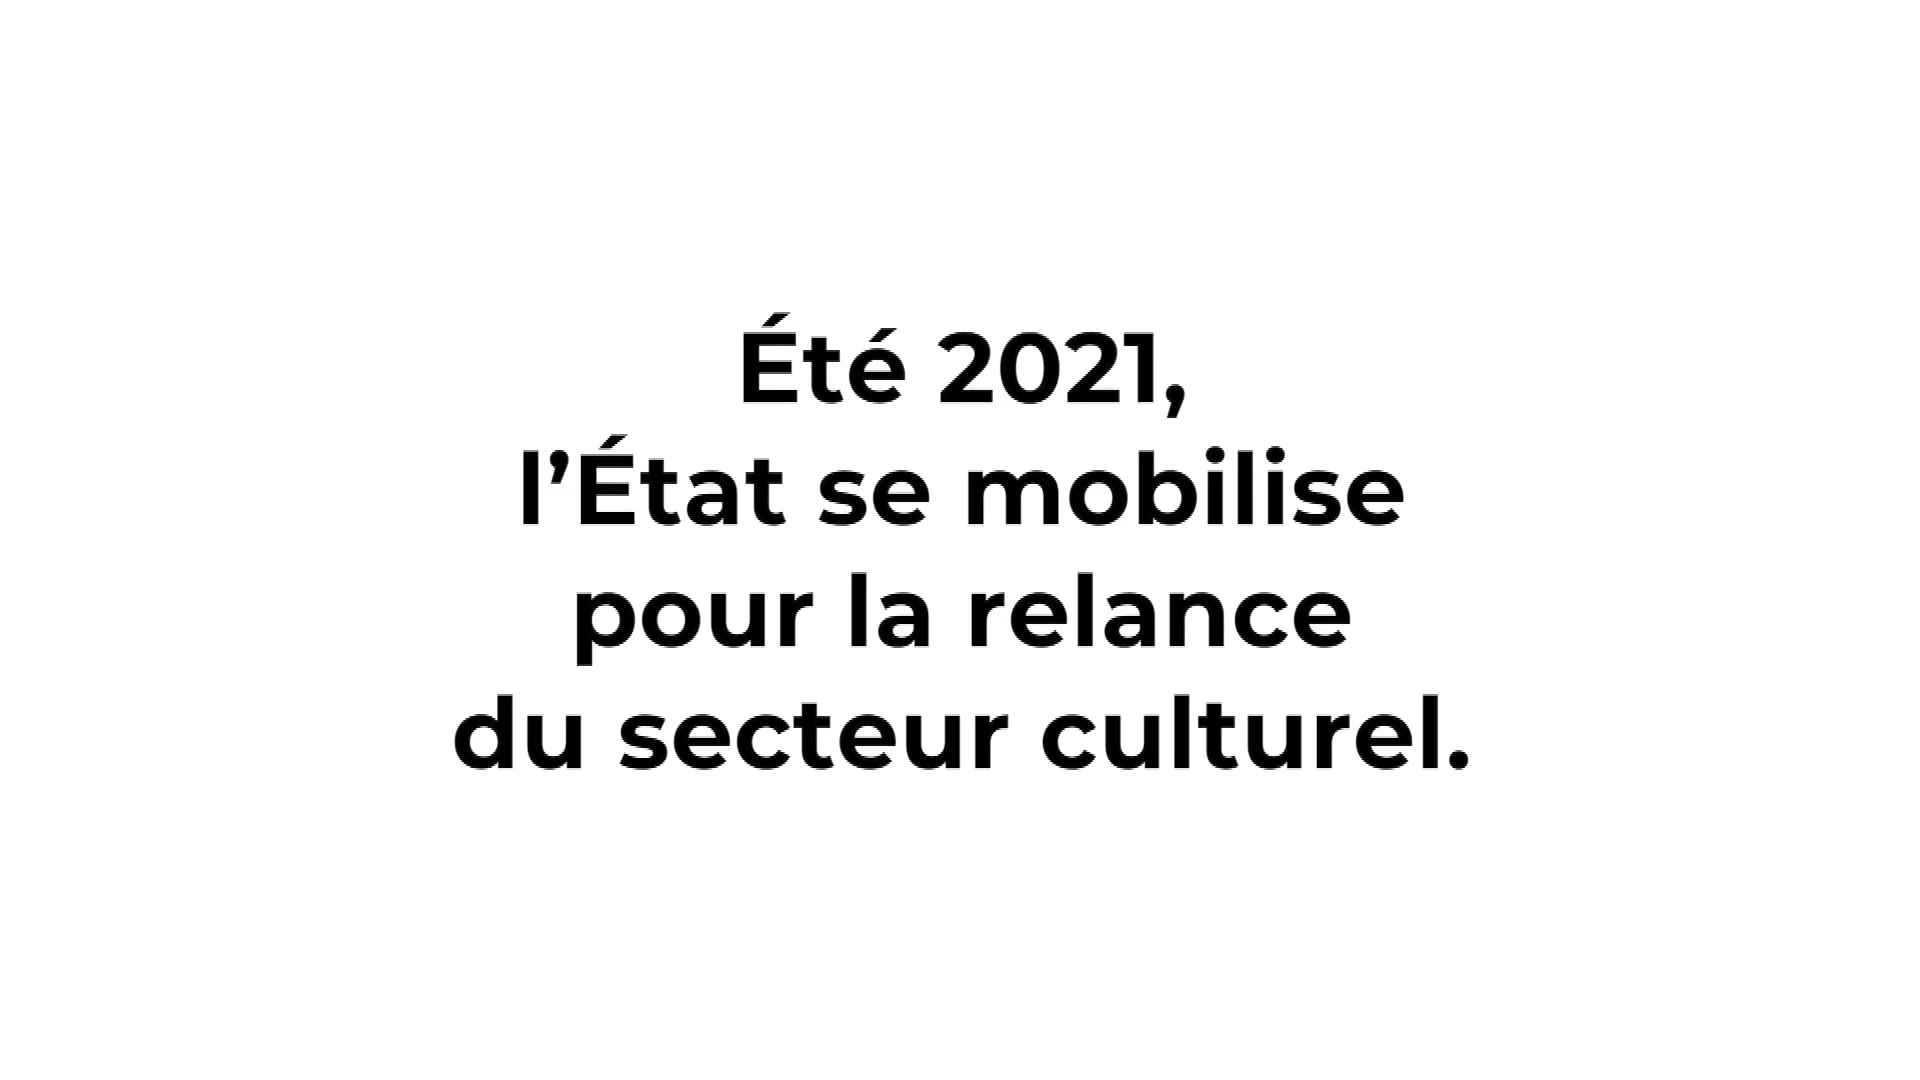 Été 2021,
l’État se mobilise
pour la relance
du secteur culturel.